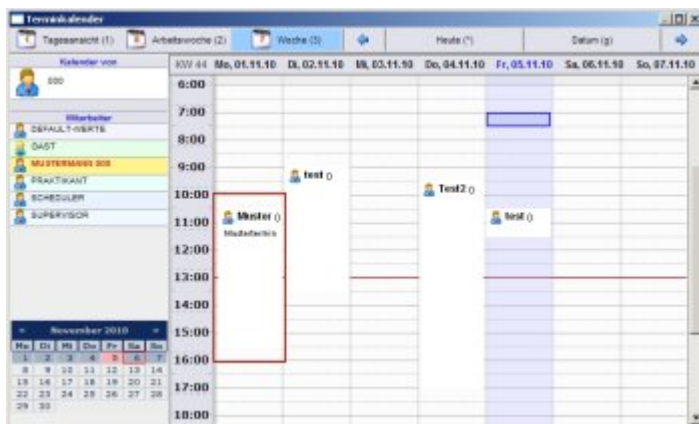 Terminkalender
Tagesansicht (1) Arbeitswoche (2) Woche (3) Heute (*) Datum (g)
Kalender von
000
Mitarbeiter
DEFAULT-WERTE
GAST
MUSTERMANN 000
PRAKTIKANT
SCHEDULER
SUPERVISOR
KW 44 Mo, 01.11.10 Di, 02.11.10 Mi, 03.11.10 Do, 04.11.10 Fr, 05.11.10 Sa, 06.11.10 So, 07.11.10
6:00
7:00
8:00
9:00
test ()
10:00
Test2 ()
11:00
Muster ()
Mustertermin
test ()
12:00
13:00
14:00
15:00
16:00
17:00
18:00
« November 2010 »
Mo Di Mi Do Fr Sa So
1 2 3 4 5 6 7
8 9 10 11 12 13 14
15 16 17 18 19 20 21
22 23 24 25 26 27 28
29 30